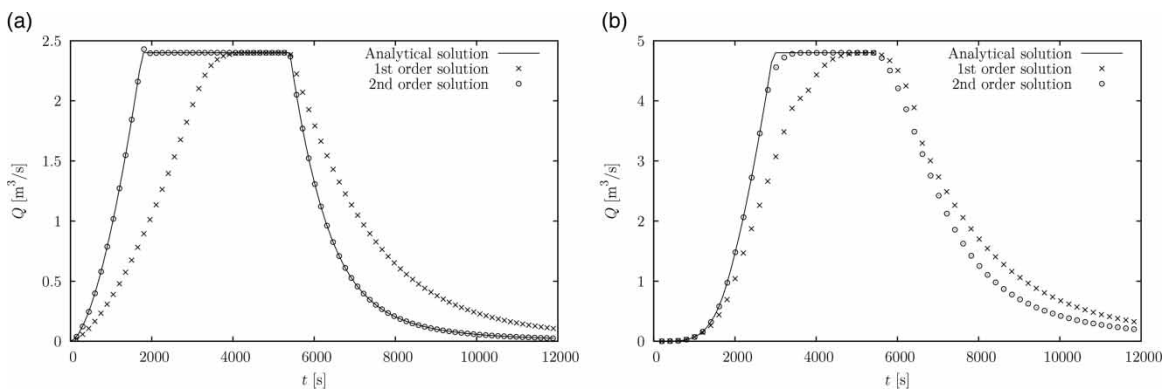 (a)
2.5
2
1.5
1
0.5
0
Q [m³/s]
0 2000 4000 6000 8000 10000 12000
t [s]
Analytical solution
1st order solution
2nd order solution
(b)
5
4
3
2
1
0
Q [m³/s]
0 2000 4000 6000 8000 10000 12000
t [s]
Analytical solution
1st order solution
2nd order solution